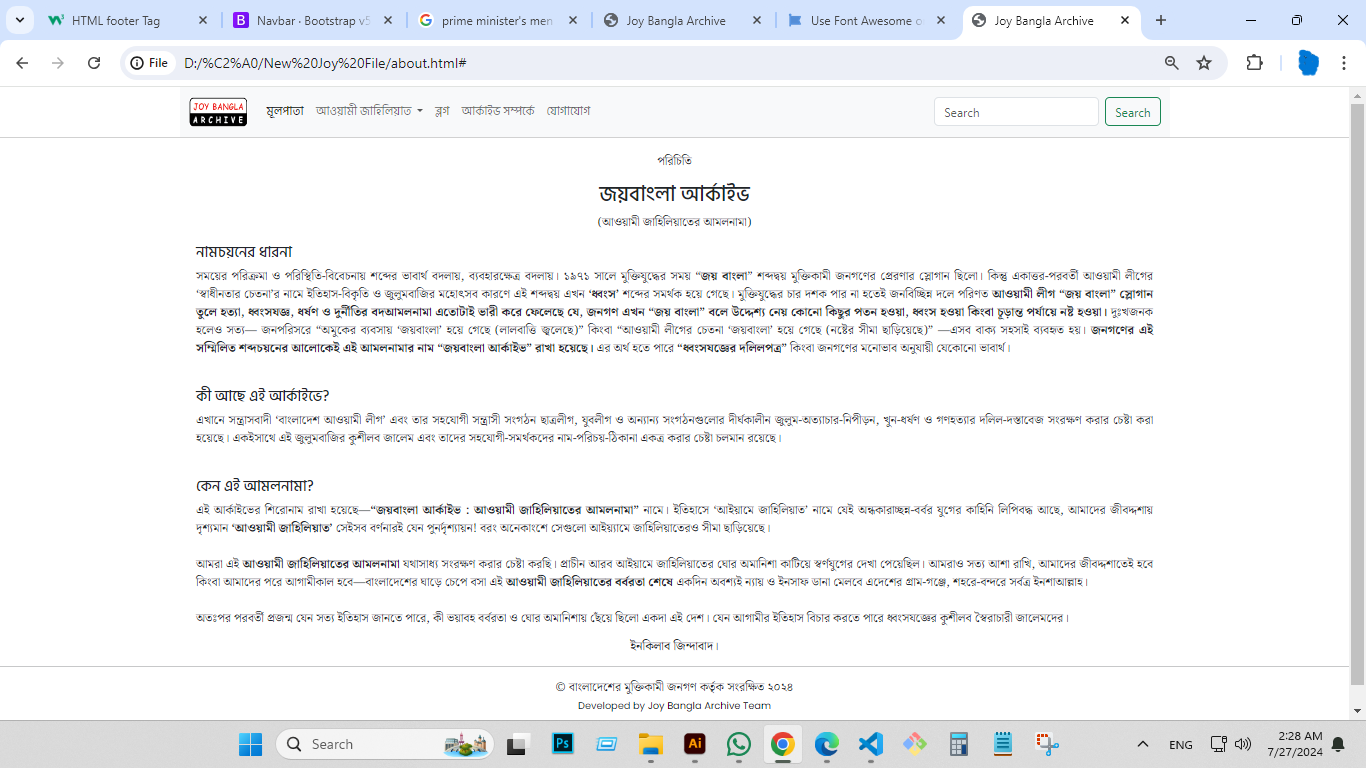 HTML footer Tag
Navbar · Bootstrap v5
prime minister's men
Joy Bangla Archive
Use Font Awesome o
Joy Bangla Archive
File D:/%C2%A0/New%20Joy%20File/about.html#
JOY BANGLA
ARCHIVE
মূলপাতা আওয়ামী জাহিলিয়াত ব্লগ আর্কাইভ সম্পর্কে যোগাযোগ
Search Search
পরিচিতি
জয়বাংলা আর্কাইভ
(আওয়ামী জাহিলিয়াতের আমলনামা)
নামচয়নের ধারনা
সময়ের পরিক্রমা ও পরিস্থিতি-বিবেচনায় শব্দের ভাবার্থ বদলায়, ব্যবহারক্ষেত্র বদলায়। ১৯৭১ সালে মুক্তিযুদ্ধের সময় “জয় বাংলা” শব্দদ্বয় মুক্তিকামী জনগণের প্রেরণার স্লোগান ছিলো। কিন্তু একাত্তর-পরবর্তী আওয়ামী লীগের
‘স্বাধীনতার চেতনা’র নামে ইতিহাস-বিকৃতি ও জুলুমবাজির মহোৎসব কারণে এই শব্দদ্বয় এখন ‘ধ্বংস’ শব্দের সমর্থক হয়ে গেছে। মুক্তিযুদ্ধের চার দশক পার না হতেই জনবিচ্ছিন্ন দলে পরিণত আওয়ামী লীগ “জয় বাংলা” স্লোগান
তুলে হত্যা, ধ্বংসযজ্ঞ, ধর্ষণ ও দুর্নীতির বদআমলনামা এতোটাই ভারী করে ফেলেছে যে, জনগণ এখন “জয় বাংলা” বলে উদ্দেশ্য নেয় কোনো কিছুর পতন হওয়া, ধ্বংস হওয়া কিংবা চূড়ান্ত পর্যায়ে নষ্ট হওয়া। দুঃখজনক
হলেও সত্য— জনপরিসরে “অমুকের ব্যবসায় ‘জয়বাংলা’ হয়ে গেছে (লালবাত্তি জ্বলেছে)” কিংবা “আওয়ামী লীগের চেতনা ‘জয়বাংলা’ হয়ে গেছে (নষ্টের সীমা ছাড়িয়েছে)” —এসব বাক্য সহসাই ব্যবহৃত হয়। জনগণের এই
সম্মিলিত শব্দচয়নের আলোকেই এই আমলনামার নাম “জয়বাংলা আর্কাইভ” রাখা হয়েছে। এর অর্থ হতে পারে “ধ্বংসযজ্ঞের দলিলপত্র” কিংবা জনগণের মনোভাব অনুযায়ী যেকোনো ভাবার্থ।
কী আছে এই আর্কাইভে?
এখানে সন্ত্রাসবাদী ‘বাংলাদেশ আওয়ামী লীগ’ এবং তার সহযোগী সন্ত্রাসী সংগঠন ছাত্রলীগ, যুবলীগ ও অন্যান্য সংগঠনগুলোর দীর্ঘকালীন জুলুম-অত্যাচার-নিপীড়ন, খুন-ধর্ষণ ও গণহত্যার দলিল-দস্তাবেজ সংরক্ষণ করার চেষ্টা করা
হয়েছে। একইসাথে এই জুলুমবাজির কুশীলব জালেম এবং তাদের সহযোগী-সমর্থকদের নাম-পরিচয়-ঠিকানা একত্র করার চেষ্টা চলমান রয়েছে।
কেন এই আমলনামা?
এই আর্কাইভের শিরোনাম রাখা হয়েছে—“জয়বাংলা আর্কাইভ : আওয়ামী জাহিলিয়াতের আমলনামা” নামে। ইতিহাসে ‘আইয়ামে জাহিলিয়াত’ নামে যেই অন্ধকারাচ্ছন্ন-বর্বর যুগের কাহিনি লিপিবদ্ধ আছে, আমাদের জীবদ্দশায়
দৃশ্যমান ‘আওয়ামী জাহিলিয়াত’ সেইসব বর্ণনারই যেন পুনর্দৃশ্যায়ন! বরং অনেকাংশে সেগুলো আইয়্যামে জাহিলিয়াতেরও সীমা ছাড়িয়েছে।
আমরা এই আওয়ামী জাহিলিয়াতের আমলনামা যথাসাধ্য সংরক্ষণ করার চেষ্টা করছি। প্রাচীন আরব আইয়ামে জাহিলিয়াতের ঘোর অমানিশা কাটিয়ে স্বর্ণযুগের দেখা পেয়েছিল। আমরাও সত্য আশা রাখি, আমাদের জীবদ্দশাতেই হবে
কিংবা আমাদের পরে আগামীকাল হবে—বাংলাদেশের ঘাড়ে চেপে বসা এই আওয়ামী জাহিলিয়াতের বর্বরতা শেষে একদিন অবশ্যই ন্যায় ও ইনসাফ ডানা মেলবে এদেশের গ্রাম-গঞ্জে, শহরে-বন্দরে সর্বত্র ইনশাআল্লাহ।
অতঃপর পরবর্তী প্রজন্ম যেন সত্য ইতিহাস জানতে পারে, কী ভয়াবহ বর্বরতা ও ঘোর অমানিশায় ছেঁয়ে ছিলো একদা এই দেশ। যেন আগামীর ইতিহাস বিচার করতে পারে ধ্বংসযজ্ঞের কুশীলব স্বৈরাচারী জালেমদের।
ইনকিলাব জিন্দাবাদ।
© বাংলাদেশের মুক্তিকামী জনগণ কর্তৃক সংরক্ষিত ২০২৪
Developed by Joy Bangla Archive Team
Search
Ps
Ai
ENG
2:28 AM
7/27/2024